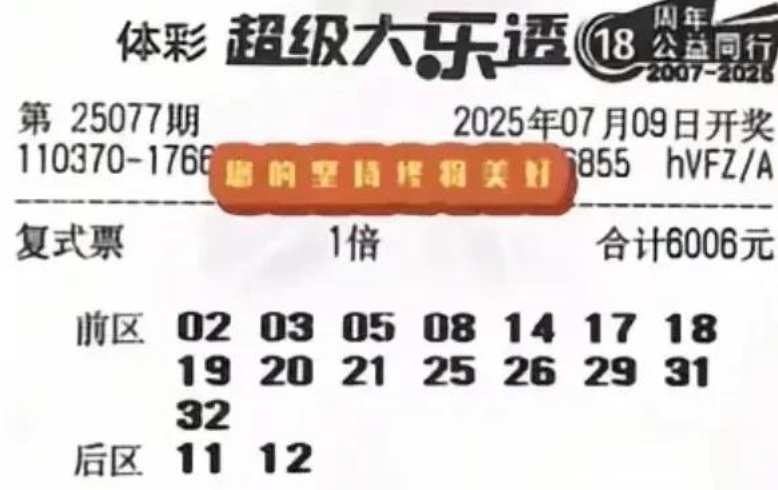 体彩 超级大乐透 18 周年 公益同行 2007-2025
第 25077期 2025年07月09日开奖
110370-1766 您的坚持终将美好 6855 hVFZ/A
复式票 1倍 合计6006元
前区 02 03 05 08 14 17 18
19 20 21 25 26 29 31
32
后区 11 12